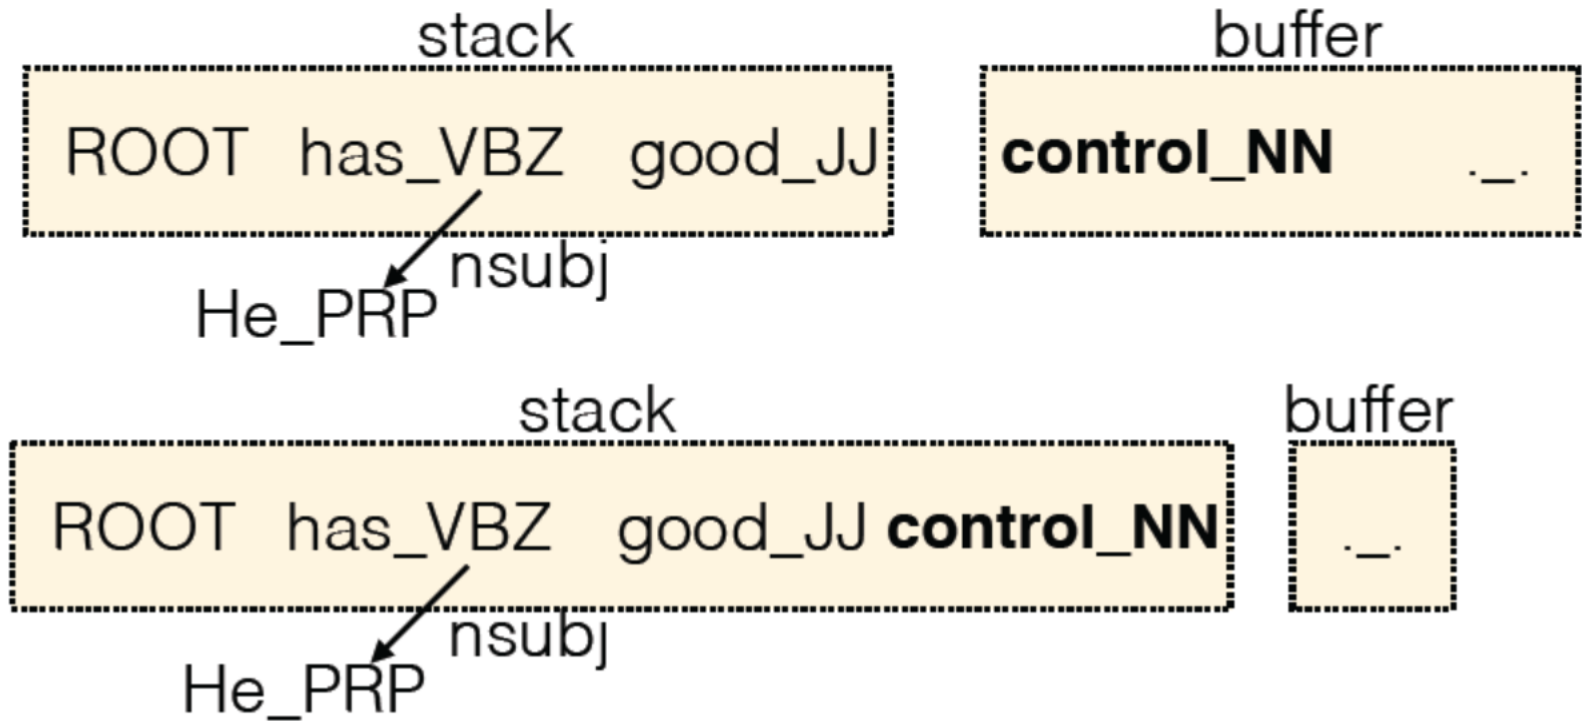 stack buffer
ROOT has_VBZ good_JJ control_NN ._.
nsubj
He_PRP
stack buffer
ROOT has_VBZ good_JJ control_NN ._.
nsubj
He_PRP